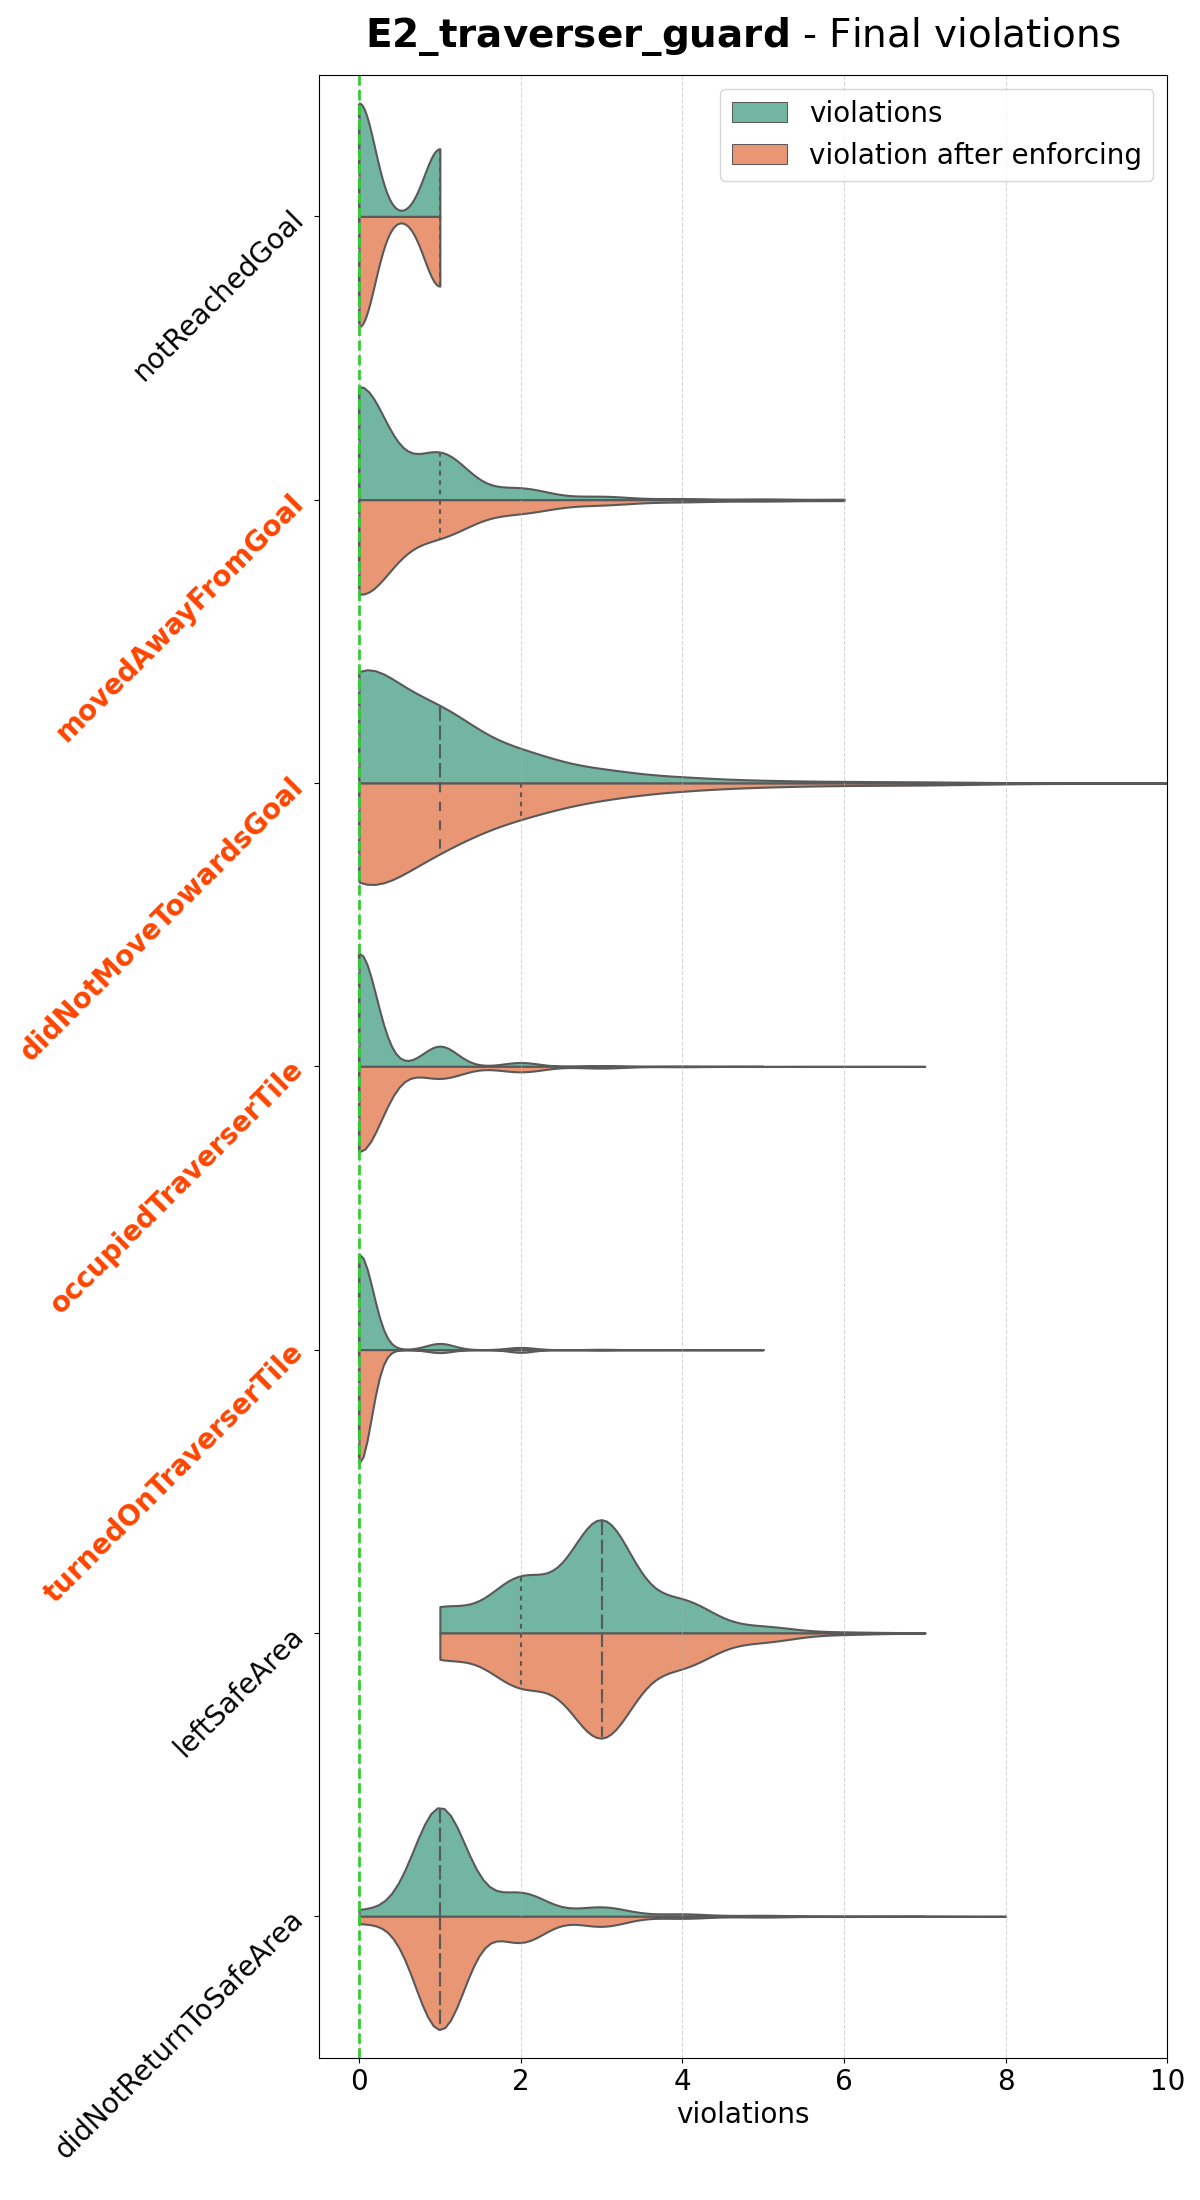 E2_traverser_guard - Final violations
violations
violation after enforcing
notReachedGoal
movedAwayFromGoal
didNotMoveTowardsGoal
occupiedTraverserTile
turnedOnTraverserTile
leftSafeArea
didNotReturnToSafeArea
0 2 4 6 8 10
violations